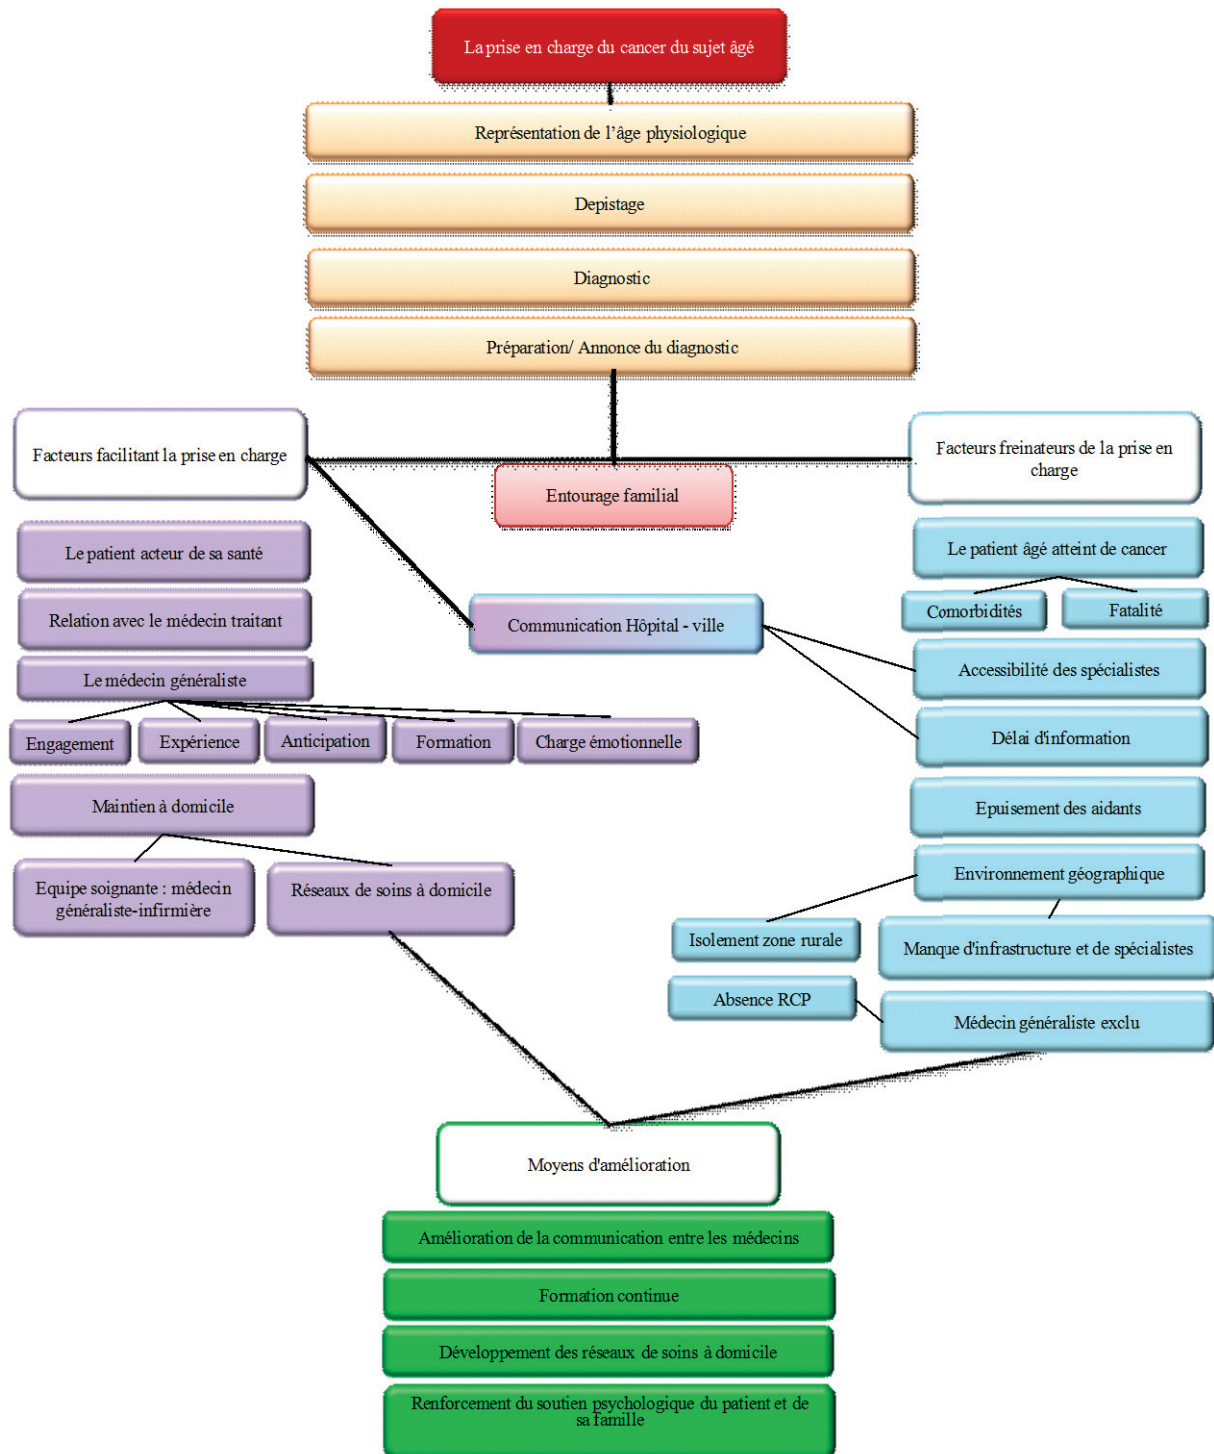 La prise en charge du cancer du sujet âgé
Représentation de l’âge physiologique
Depistage
Diagnostic
Préparation/ Annonce du diagnostic
Facteurs facilitant la prise en charge
Entourage familial
Facteurs freinateurs de la prise en
charge
Le patient acteur de sa santé
Relation avec le médecin traitant
Le médecin généraliste
Engagement
Expérience
Anticipation
Formation
Charge émotionnelle
Maintien à domicile
Equipe soignante : médecin
généraliste-infirmière
Réseaux de soins à domicile
Communication Hôpital - ville
Le patient âgé atteint de cancer
Comorbidités
Fatalité
Accessibilité des spécialistes
Délai d'information
Epuisement des aidants
Environnement géographique
Isolement zone rurale
Manque d'infrastructure et de spécialistes
Absence RCP
Médecin généraliste exclu
Moyens d'amélioration
Amélioration de la communication entre les médecins
Formation continue
Développement des réseaux de soins à domicile
Renforcement du soutien psychologique du patient et de
sa famille